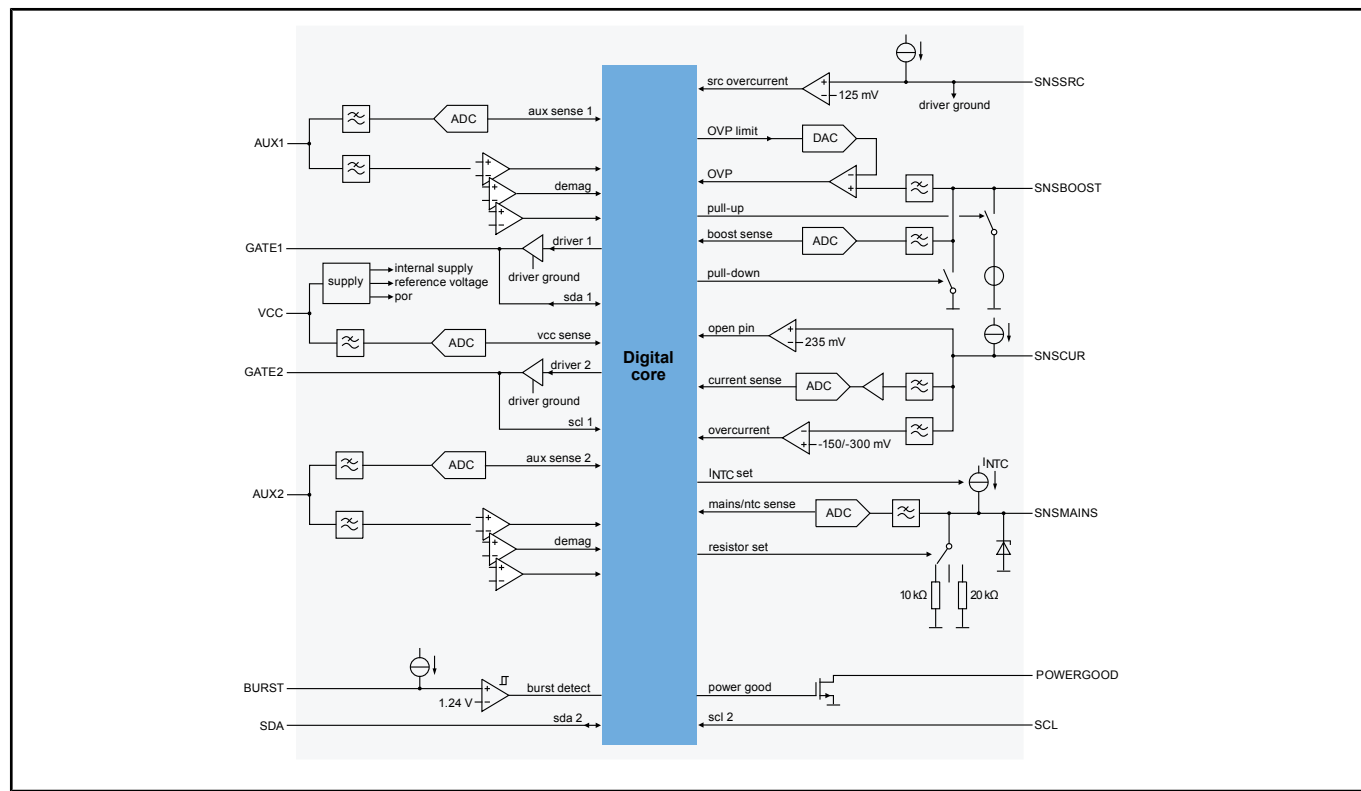 AUX1
ADC
aux sense 1
demag
GATE1
driver 1
driver ground
supply
internal supply
reference voltage
por
sda 1
VCC
ADC
vcc sense
GATE2
driver 2
driver ground
scl 1
AUX2
ADC
aux sense 2
demag
BURST
1.24 V
burst detect
SDA
sda 2
Digital
core
src overcurrent
125 mV
driver ground
SNSSRC
OVP limit
DAC
OVP
SNSBOOST
pull-up
boost sense
ADC
pull-down
open pin
235 mV
SNSCUR
current sense
ADC
overcurrent
-150/-300 mV
INTC set
INTC
mains/ntc sense
ADC
SNSMAINS
resistor set
10 kΩ
20 kΩ
power good
POWERGOOD
scl 2
SCL